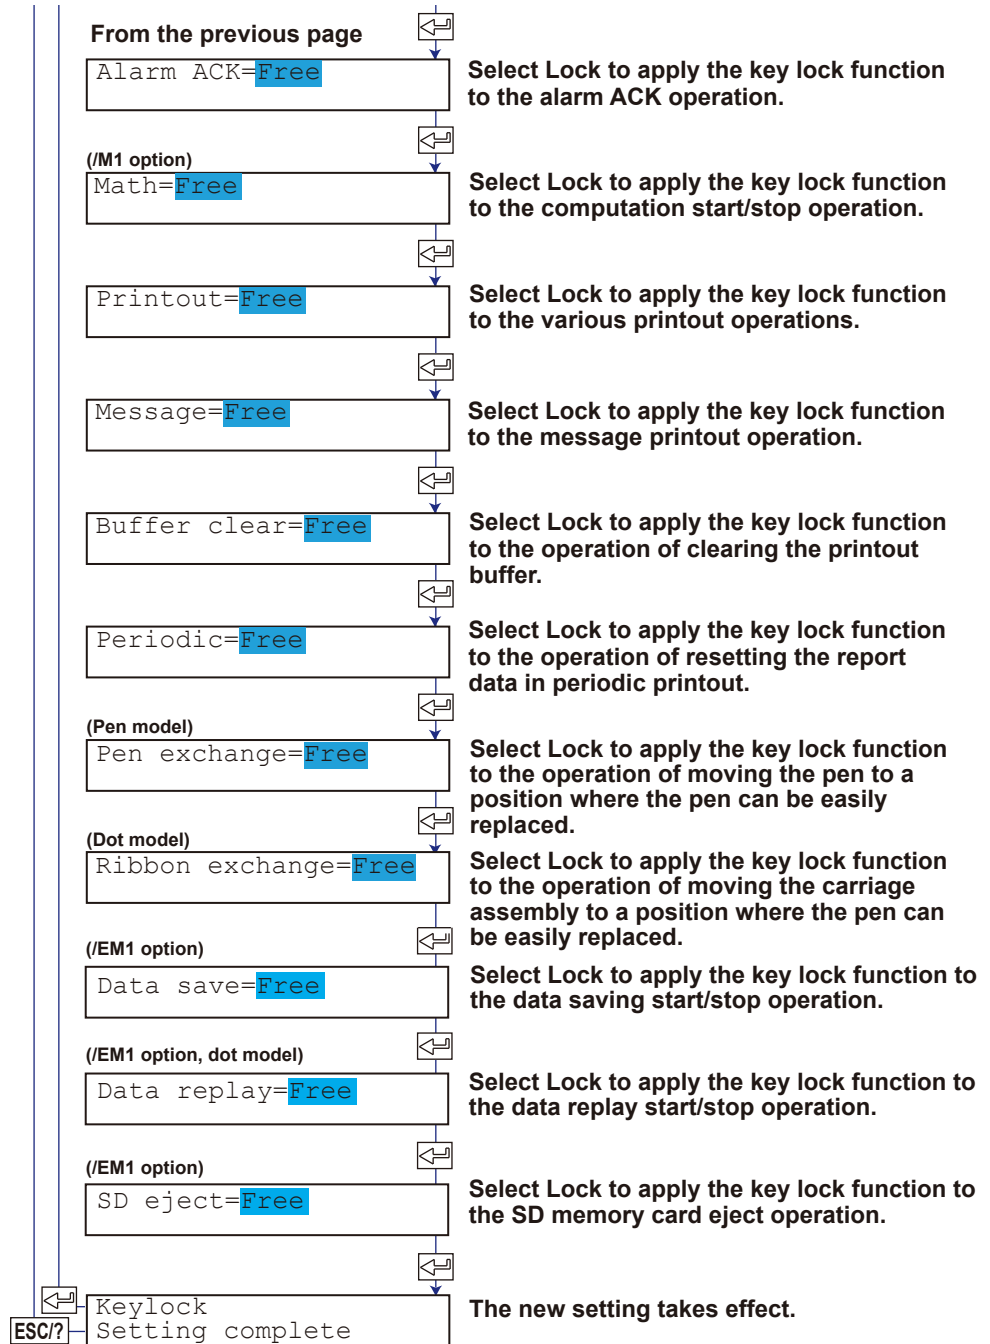 From the previous page
Alarm ACK=Free
Select Lock to apply the key lock function
to the alarm ACK operation.
(/M1 option)
Math=Free
Select Lock to apply the key lock function
to the computation start/stop operation.
Printout=Free
Select Lock to apply the key lock function
to the various printout operations.
Message=Free
Select Lock to apply the key lock function
to the message printout operation.
Buffer clear=Free
Select Lock to apply the key lock function
to the operation of clearing the printout
buffer.
Periodic=Free
Select Lock to apply the key lock function
to the operation of resetting the report
data in periodic printout.
(Pen model)
Pen exchange=Free
Select Lock to apply the key lock function
to the operation of moving the pen to a
position where the pen can be easily
replaced.
(Dot model)
Ribbon exchange=Free
Select Lock to apply the key lock function
to the operation of moving the carriage
assembly to a position where the pen can
be easily replaced.
(/EM1 option)
Data save=Free
Select Lock to apply the key lock function to
the data saving start/stop operation.
(/EM1 option, dot model)
Data replay=Free
Select Lock to apply the key lock function to
the data replay start/stop operation.
(/EM1 option)
SD eject=Free
Select Lock to apply the key lock function to
the SD memory card eject operation.
Keylock
Setting complete
The new setting takes effect.
ESC/?